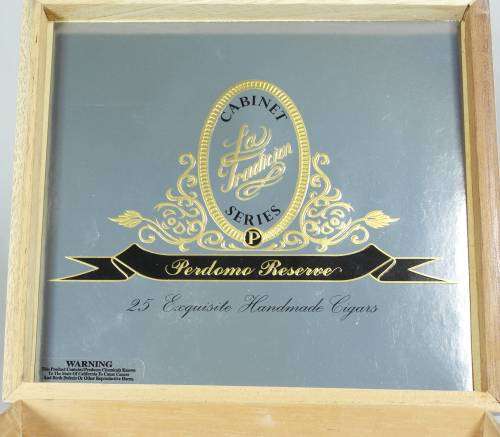 CABINET
La
Tradicion
SERIES
P
Perdomo Reserve
25 Exquisite Handmade Cigars
WARNING
This Product Contains/Produces Chemicals Known
To The State Of California To Cause Cancer
And Birth Defects Or Other Reproductive Harm.